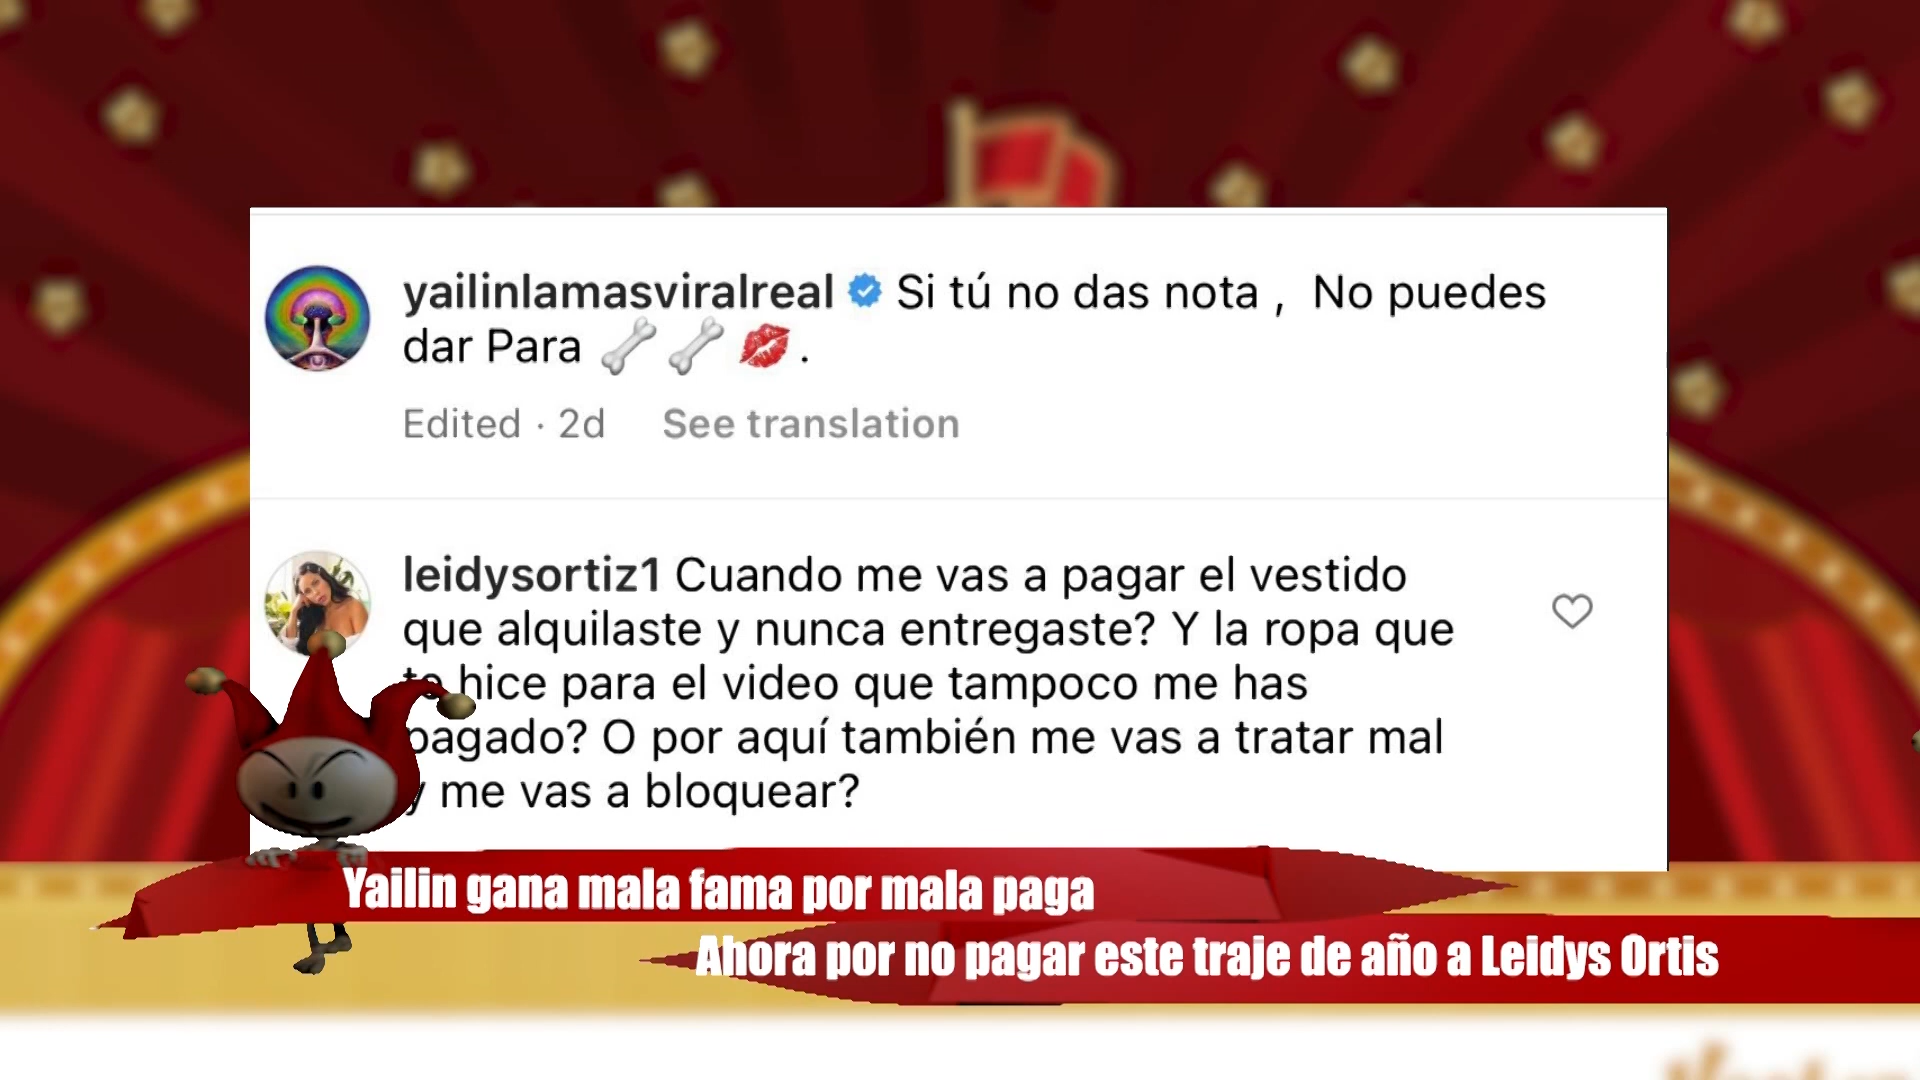 yailinlamasviralreal Si tú no das nota , No puedes
dar Para 🦴 🦴 💋 .
Edited · 2d See translation
leidysortiz1 Cuando me vas a pagar el vestido
que alquilaste y nunca entregaste? Y la ropa que
te hice para el video que tampoco me has
pagado? O por aquí también me vas a tratar mal
y me vas a bloquear?
Yailin gana mala fama por mala paga
Ahora por no pagar este traje de año a Leidys Ortis